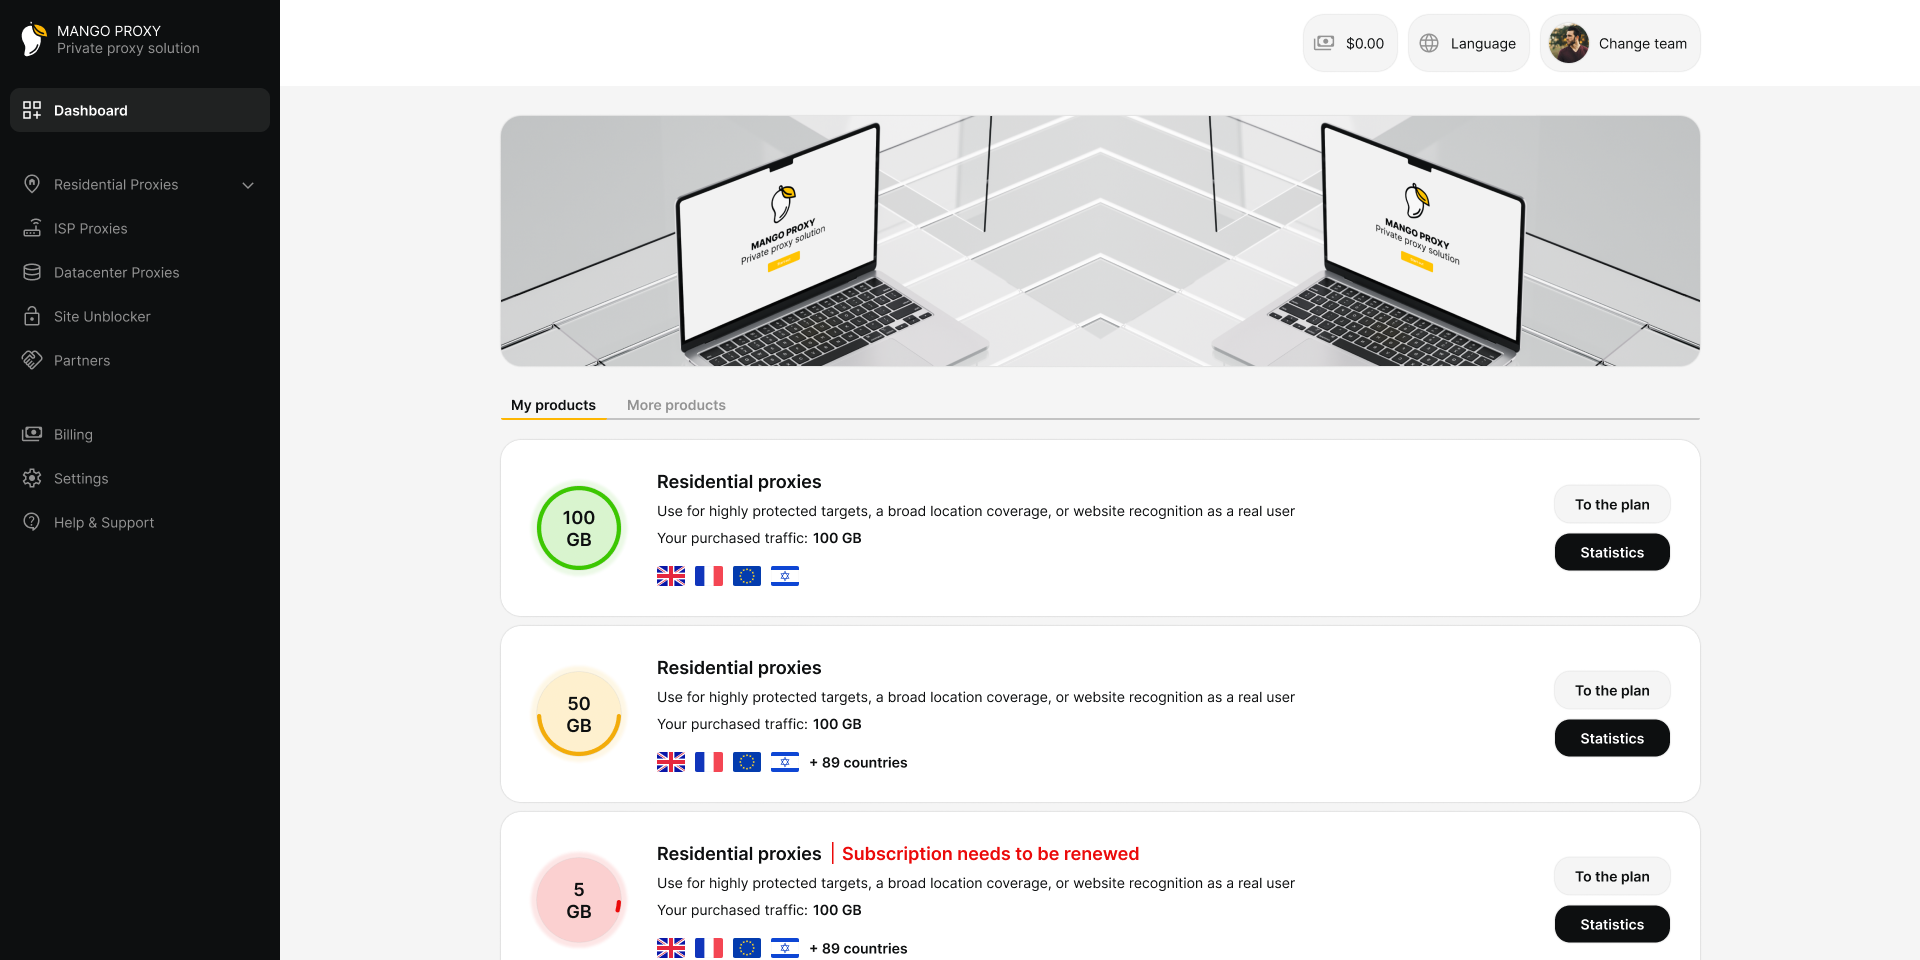 MANGO PROXY
Private proxy solution
Dashboard
Residential Proxies
ISP Proxies
Datacenter Proxies
Site Unblocker
Partners
Billing
Settings
Help & Support
$0.00
Language
Change team
MANGO PROXY
Private proxy solution
MANGO PROXY
Private proxy solution
My products
More products
100
GB
Residential proxies
Use for highly protected targets, a broad location coverage, or website recognition as a real user
Your purchased traffic: 100 GB
To the plan
Statistics
50
GB
Residential proxies
Use for highly protected targets, a broad location coverage, or website recognition as a real user
Your purchased traffic: 100 GB
+ 89 countries
To the plan
Statistics
5
GB
Residential proxies | Subscription needs to be renewed
Use for highly protected targets, a broad location coverage, or website recognition as a real user
Your purchased traffic: 100 GB
+ 89 countries
To the plan
Statistics